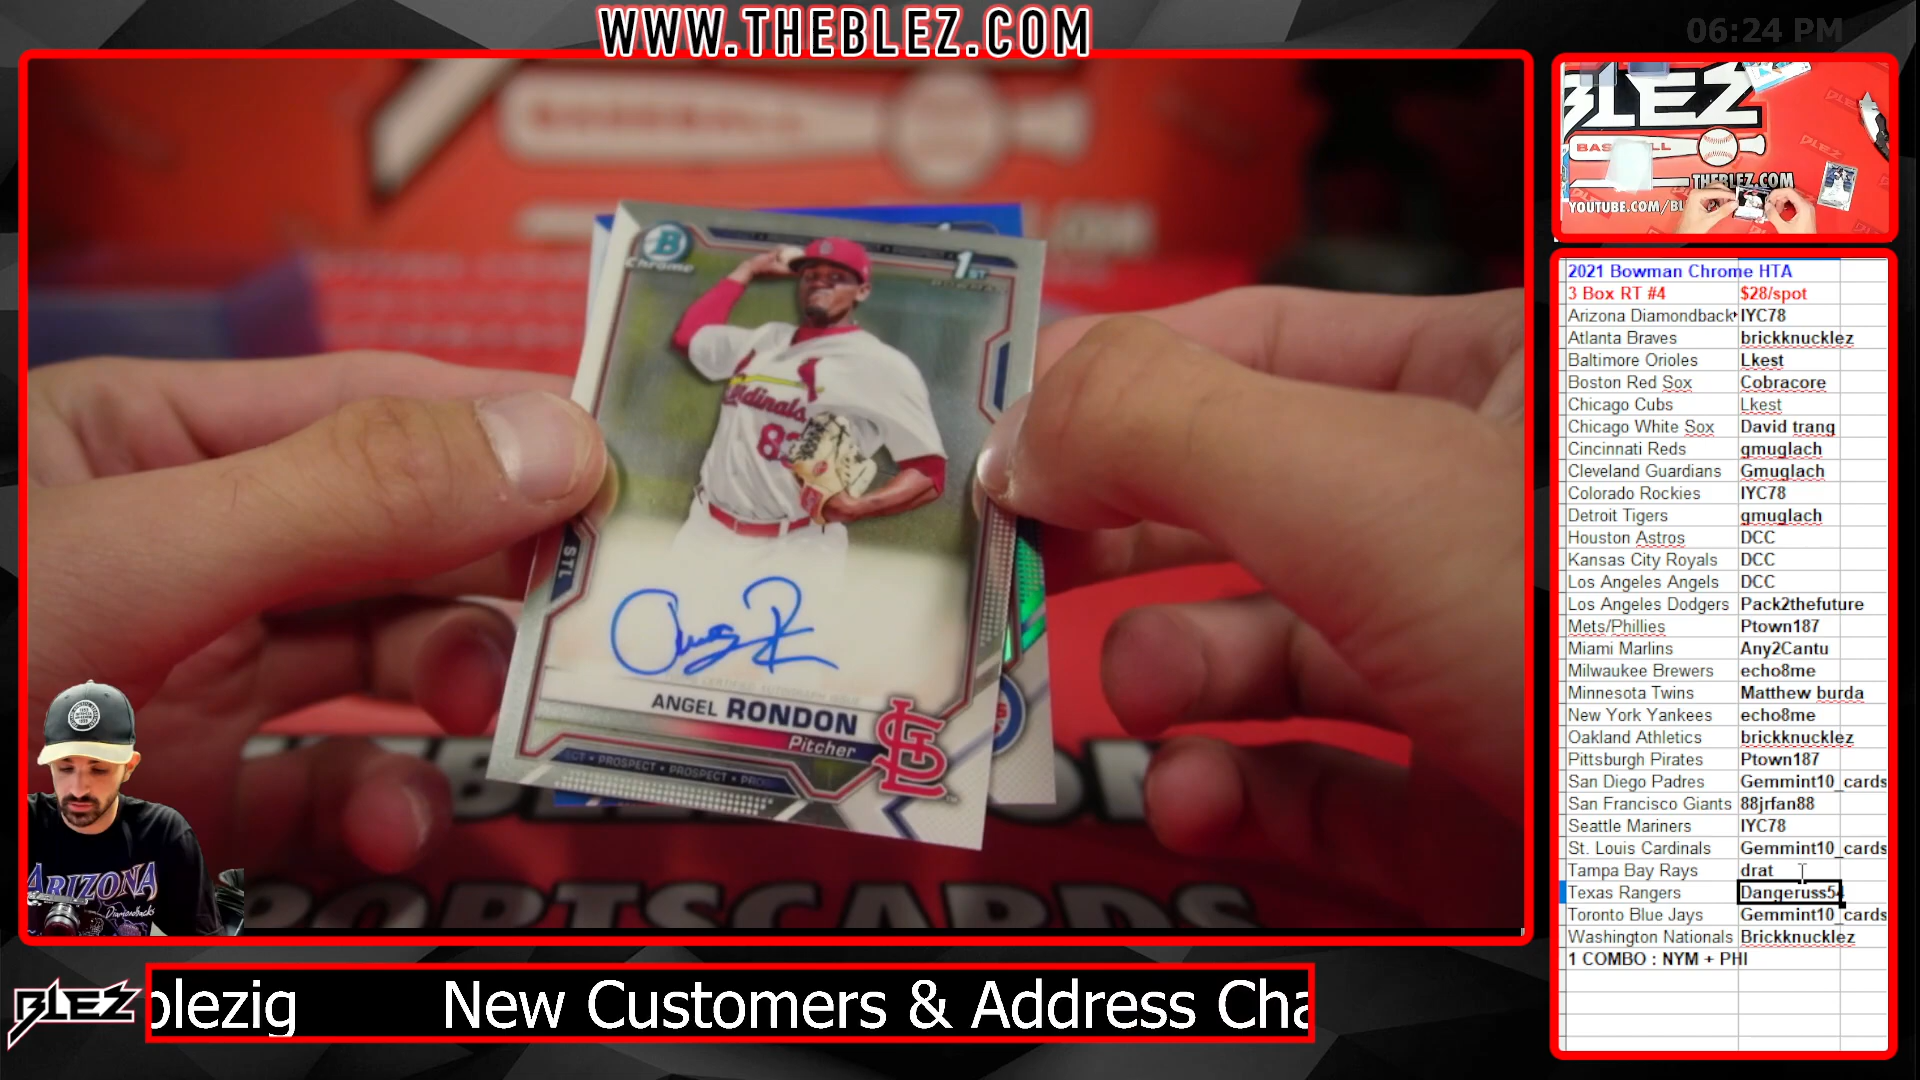 WWW.THEBLEZ.COM
06:24 PM
B
Chrome
1ST
Cardinals
STL
ANGEL RONDON
Pitcher
PROSPECT • PROSPECT
SPORTSCARDS
ARIZONA
Diamondbacks
BLEZ
blezig New Customers & Address Cha
BLEZ
BASEBALL
THEBLEZ.COM
YOUTUBE.COM/BL
2021 Bowman Chrome HTA
3 Box RT #4 $28/spot
Arizona Diamondback IYC78
Atlanta Braves brickknucklez
Baltimore Orioles Lkest
Boston Red Sox Cobracore
Chicago Cubs Lkest
Chicago White Sox David trang
Cincinnati Reds gmuglach
Cleveland Guardians Gmuglach
Colorado Rockies IYC78
Detroit Tigers gmuglach
Houston Astros DCC
Kansas City Royals DCC
Los Angeles Angels DCC
Los Angeles Dodgers Pack2thefuture
Mets/Phillies Ptown187
Miami Marlins Any2Cantu
Milwaukee Brewers echo8me
Minnesota Twins Matthew burda
New York Yankees echo8me
Oakland Athletics brickknucklez
Pittsburgh Pirates Ptown187
San Diego Padres Gemmint10_cards
San Francisco Giants 88jrfan88
Seattle Mariners IYC78
St. Louis Cardinals Gemmint10_cards
Tampa Bay Rays drat
Texas Rangers Dangeruss54
Toronto Blue Jays Gemmint10_cards
Washington Nationals Brickknucklez
1 COMBO : NYM + PHI